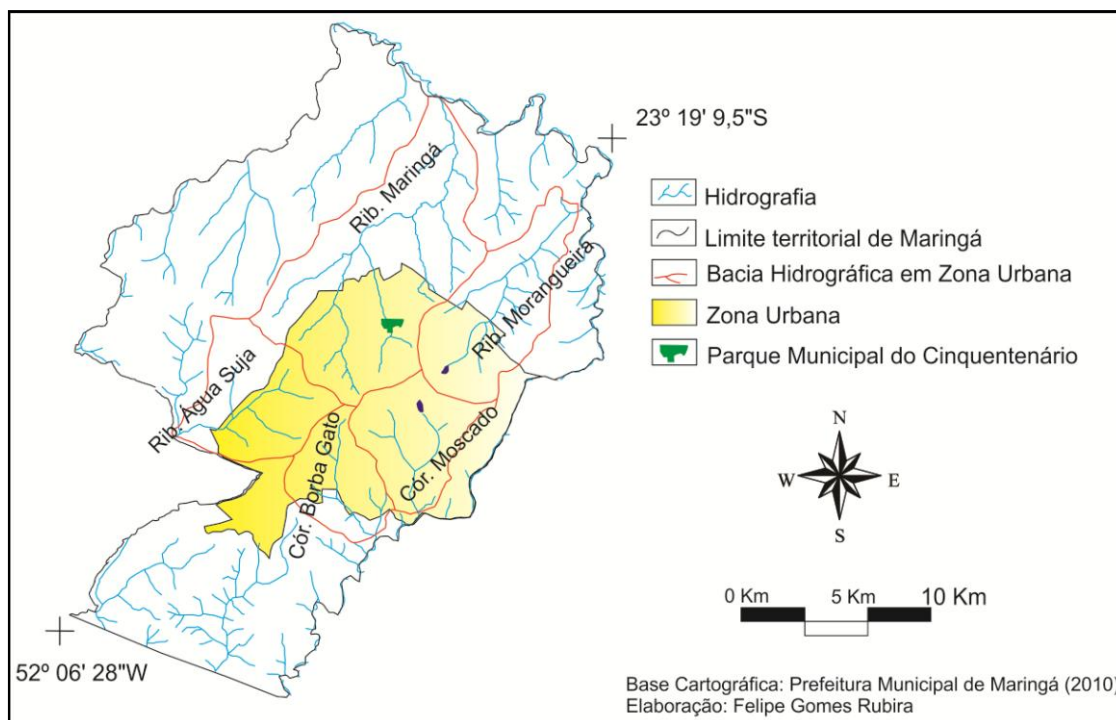 23º 19' 9,5"S
Rib. Maringá
Hidrografia
Limite territorial de Maringá
Rib. Morangueira
Bacia Hidrográfica em Zona Urbana
Zona Urbana
Parque Municipal do Cinquentenário
Rib. Água Suja
Cór. Borba Gato
Cór. Moscado
N
W E
S
0 Km 5 Km 10 Km
52º 06' 28"W
Base Cartográfica: Prefeitura Municipal de Maringá (2010)
Elaboração: Felipe Gomes Rubira